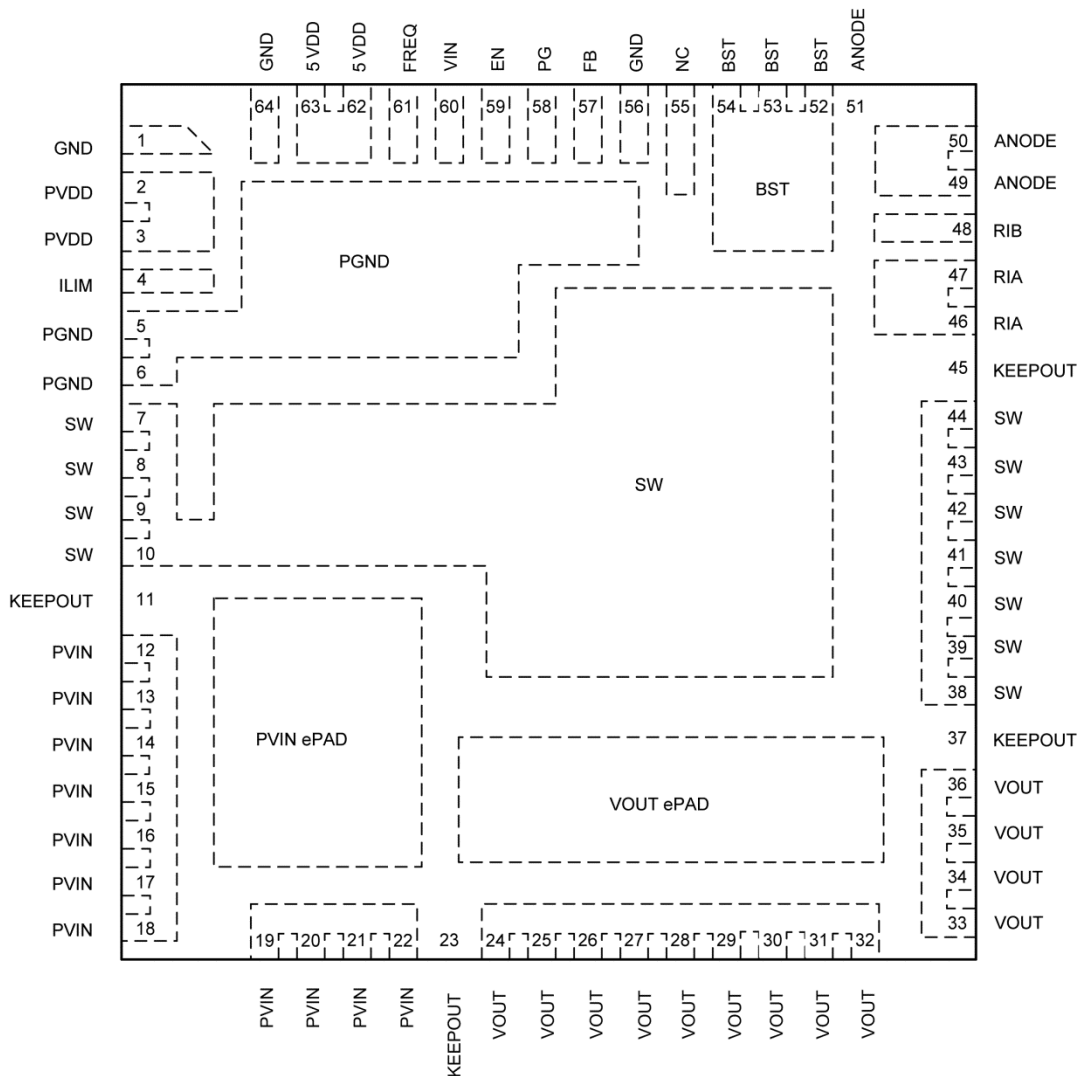 GND
5 VDD
5 VDD
FREQ
VIN
EN
PG
FB
GND
NC
BST
BST
BST
ANODE
64
63
62
61
60
59
58
57
56
55
54
53
52
51
GND 1
PVDD 2
PVDD 3
ILIM 4
PGND 5
PGND 6
SW 7
SW 8
SW 9
SW 10
KEEPOUT 11
PVIN 12
PVIN 13
PVIN 14
PVIN 15
PVIN 16
PVIN 17
PVIN 18
PGND
BST
SW
PVIN ePAD
VOUT ePAD
50 ANODE
49 ANODE
48 RIB
47 RIA
46 RIA
45 KEEPOUT
44 SW
43 SW
42 SW
41 SW
40 SW
39 SW
38 SW
37 KEEPOUT
36 VOUT
35 VOUT
34 VOUT
33 VOUT
19
20
21
22
23
24
25
26
27
28
29
30
31
32
PVIN
PVIN
PVIN
PVIN
KEEPOUT
VOUT
VOUT
VOUT
VOUT
VOUT
VOUT
VOUT
VOUT
VOUT